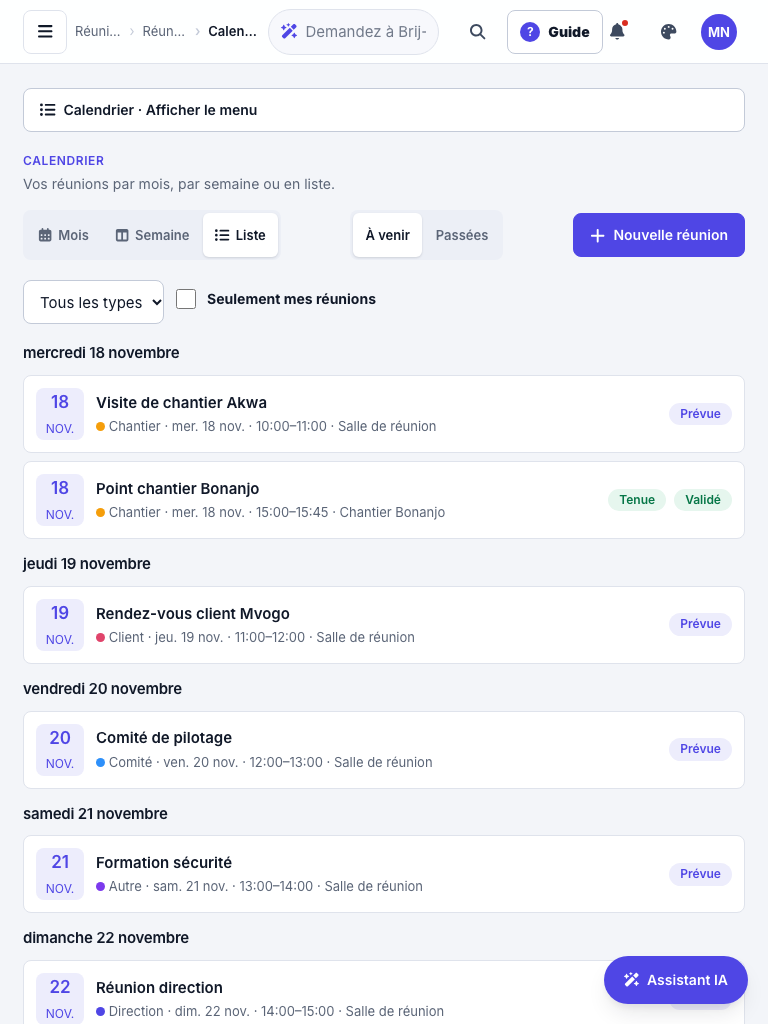 Réuni... › Réun... › Calen... Demandez à Brij- ? Guide MN
Calendrier · Afficher le menu
CALENDRIER
Vos réunions par mois, par semaine ou en liste.
Mois Semaine Liste À venir Passées + Nouvelle réunion
Tous les types Seulement mes réunions
mercredi 18 novembre
18 Visite de chantier Akwa
NOV. Chantier · mer. 18 nov. · 10:00–11:00 · Salle de réunion Prévue
18 Point chantier Bonanjo
NOV. Chantier · mer. 18 nov. · 15:00–15:45 · Chantier Bonanjo Tenue Validé
jeudi 19 novembre
19 Rendez-vous client Mvogo
NOV. Client · jeu. 19 nov. · 11:00–12:00 · Salle de réunion Prévue
vendredi 20 novembre
20 Comité de pilotage
NOV. Comité · ven. 20 nov. · 12:00–13:00 · Salle de réunion Prévue
samedi 21 novembre
21 Formation sécurité
NOV. Autre · sam. 21 nov. · 13:00–14:00 · Salle de réunion Prévue
dimanche 22 novembre
22 Réunion direction
NOV. Direction · dim. 22 nov. · 14:00–15:00 · Salle de réunion
Assistant IA